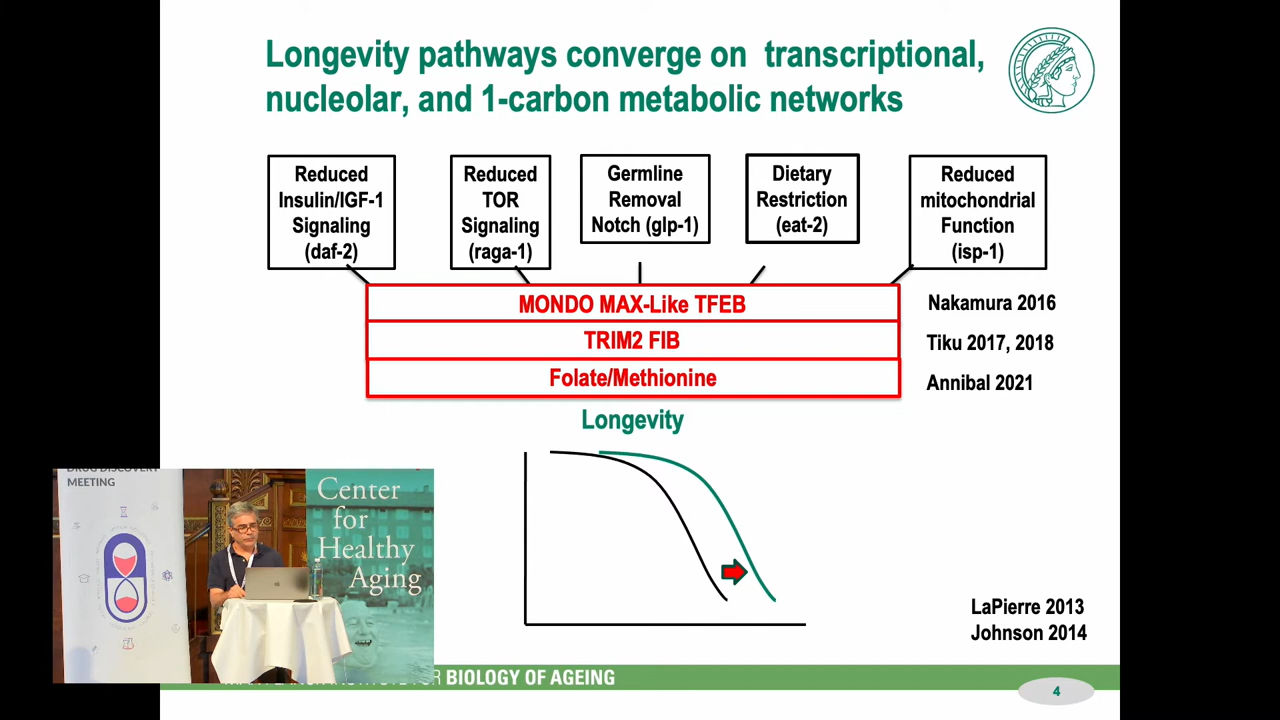 Longevity pathways converge on transcriptional,
nucleolar, and 1-carbon metabolic networks
Reduced
Insulin/IGF-1
Signaling
(daf-2)
Reduced
TOR
Signaling
(raga-1)
Germline
Removal
Notch (glp-1)
Dietary
Restriction
(eat-2)
Reduced
mitochondrial
Function
(isp-1)
MONDO MAX-Like TFEB
Nakamura 2016
TRIM2 FIB
Tiku 2017, 2018
Folate/Methionine
Annibal 2021
Longevity
LaPierre 2013
Johnson 2014
DRUG DISCOVERY
MEETING
Center
for
Healthy
Aging
BIOLOGY OF AGEING
4